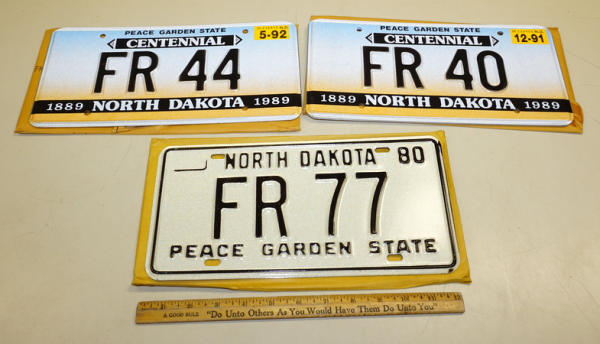 PEACE GARDEN STATE
CENTENNIAL
5-92
FR 44
1889 NORTH DAKOTA 1989
PEACE GARDEN STATE
CENTENNIAL
12-91
FR 40
1889 NORTH DAKOTA 1989
NORTH DAKOTA 80
FR 77
PEACE GARDEN STATE
A GOOD RULE "Do Unto Others As You Would Have Them Do Unto You"